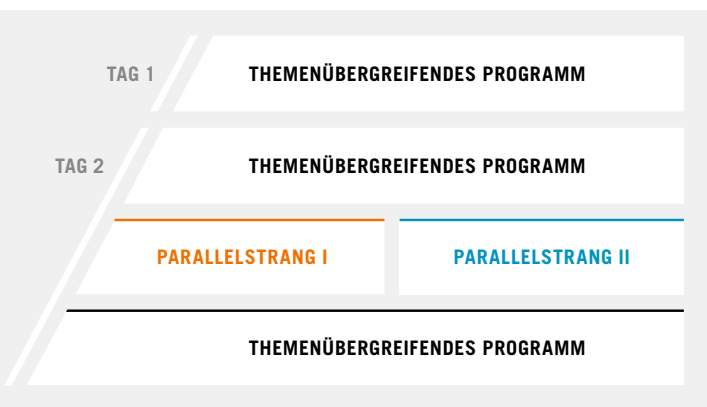 TAG 1
THEMENÜBERGREIFENDES PROGRAMM
TAG 2
THEMENÜBERGREIFENDES PROGRAMM
PARALLELSTRANG I
PARALLELSTRANG II
THEMENÜBERGREIFENDES PROGRAMM